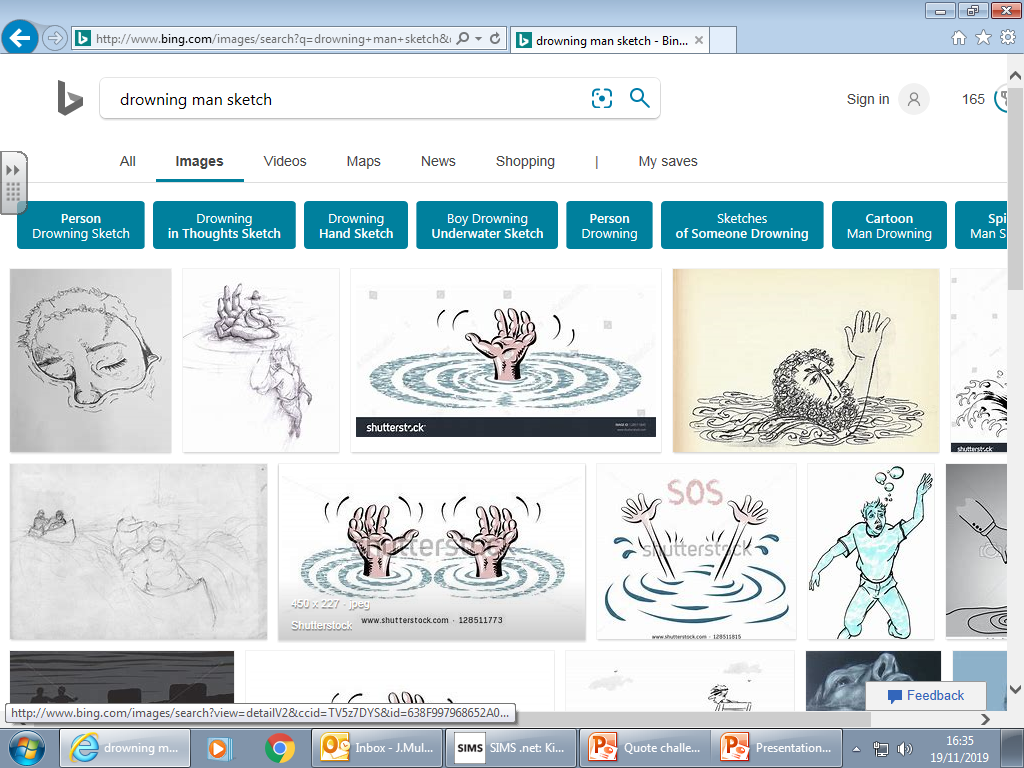 http://www.bing.com/images/search?q=drowning+man+sketch&
drowning man sketch - Bin...
drowning man sketch
Sign in
165
All
Images
Videos
Maps
News
Shopping
|
My saves
Person
Drowning Sketch
Drowning
in Thoughts Sketch
Drowning
Hand Sketch
Boy Drowning
Underwater Sketch
Person
Drowning
Sketches
of Someone Drowning
Cartoon
Man Drowning
Spi
Man S
shutterstock
shutterstock
shutterstock
450 x 227 · jpeg
Shutterstock
www.shutterstock.com · 128511773
SOS
shutterstock
www.shutterstock.com · 128511815
Feedback
http://www.bing.com/images/search?view=detailV2&ccid=TV5z7DYS&id=638F997968652A0...
drowning m...
Inbox - J.Mul...
SIMS
SIMS .net: Ki...
Quote challe...
Presentation...
16:35
19/11/2019